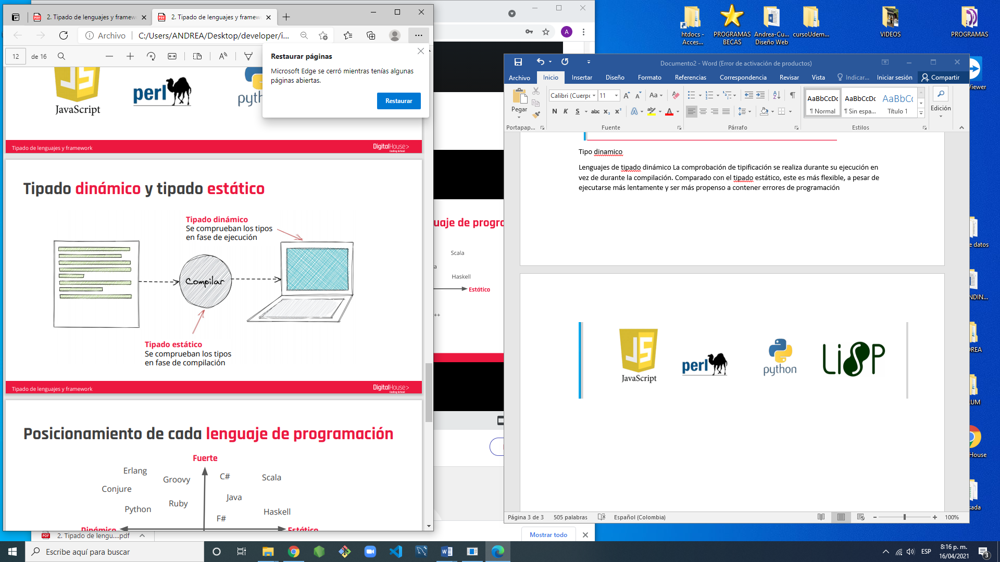 2. Tipado de lenguajes y framew
2. Tipado de lenguajes y framew
Archivo
C:/Users/ANDREA/Desktop/developer/i...
12
de 16
Restaurar páginas
Microsoft Edge se cerró mientras tenías algunas
páginas abiertas.
Restaurar
JS
JavaScript
perl
pyth
Tipado de lenguajes y framework
DigitalHouse>
Coding School
Tipado dinámico y tipado estático
Tipado dinámico
Se comprueban los tipos
en fase de ejecución
Compilar
Tipado estático
Se comprueban los tipos
en fase de compilación
Tipado de lenguajes y framework
DigitalHouse>
Coding School
Posicionamiento de cada lenguaje de programación
Fuerte
Erlang
Groovy
C#
Scala
Conjure
Java
Python
Ruby
Haskell
F#
Dinámico
Estático
2. Tipado de lengu....pdf
A
uaje de progra
Scala
a
Haskell
Estático
++
Mostrar todo
Documento2 - Word (Error de activación de productos)
Archivo
Inicio
Insertar
Diseño
Formato
Referencias
Correspondencia
Revisar
Vista
Indicar...
Iniciar sesión
Compartir
Pegar
Calibri (Cuerpo
11
N K S abc x₂ x²
AaBbCcDc
AaBbCcDc
AaBbCc
¶ Normal
¶ Sin espa...
Título 1
Edición
Portapap...
Fuente
Párrafo
Estilos
Tipo dinamico
Lenguajes de tipado dinámico La comprobación de tipificación se realiza durante su ejecución en
vez de durante la compilación. Comparado con el tipado estático, este es más flexible, a pesar de
ejecutarse más lentamente y ser más propenso a contener errores de programación
JS
JavaScript
perl
python
LiSP
Página 3 de 3
505 palabras
Español (Colombia)
100%
htdocs -
Acces...
PROGRAMAS
BECAS
Andrea-Cu...
Diseño Web
cursoUdem...
VIDEOS
PROGRAMAS
Viewer
e datos
NDIN...
REA
UM
House
sada
Escribe aquí para buscar
ESP
8:16 p. m.
16/04/2021
3